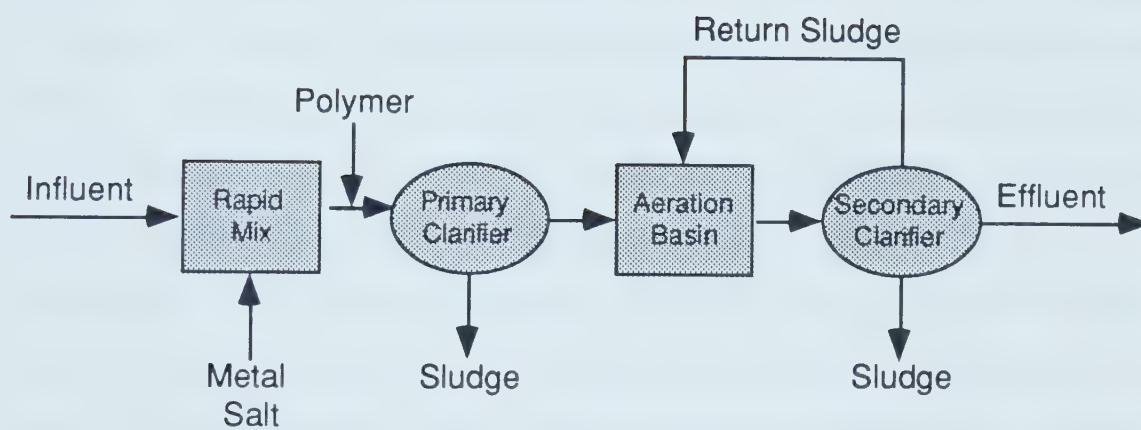 Return Sludge
Polymer
Influent
Rapid
Mix
Primary
Clarifier
Aeration
Basin
Secondary
Clarifier
Effluent
Metal
Salt
Sludge
Sludge